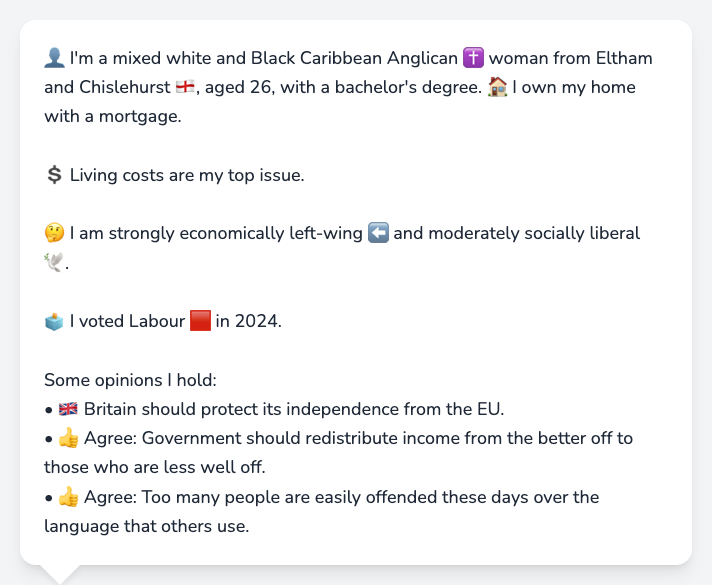 👤 I'm a mixed white and Black Caribbean Anglican ✝️ woman from Eltham
and Chislehurst 🏴󠁧󠁢󠁥󠁮󠁧󠁿, aged 26, with a bachelor's degree. 🏠 I own my home
with a mortgage.
💲 Living costs are my top issue.
🤔 I am strongly economically left-wing ⬅️ and moderately socially liberal
🕊️.
🗳️ I voted Labour 🟥 in 2024.
Some opinions I hold:
• 🇬🇧 Britain should protect its independence from the EU.
• 👍 Agree: Government should redistribute income from the better off to
those who are less well off.
• 👍 Agree: Too many people are easily offended these days over the
language that others use.